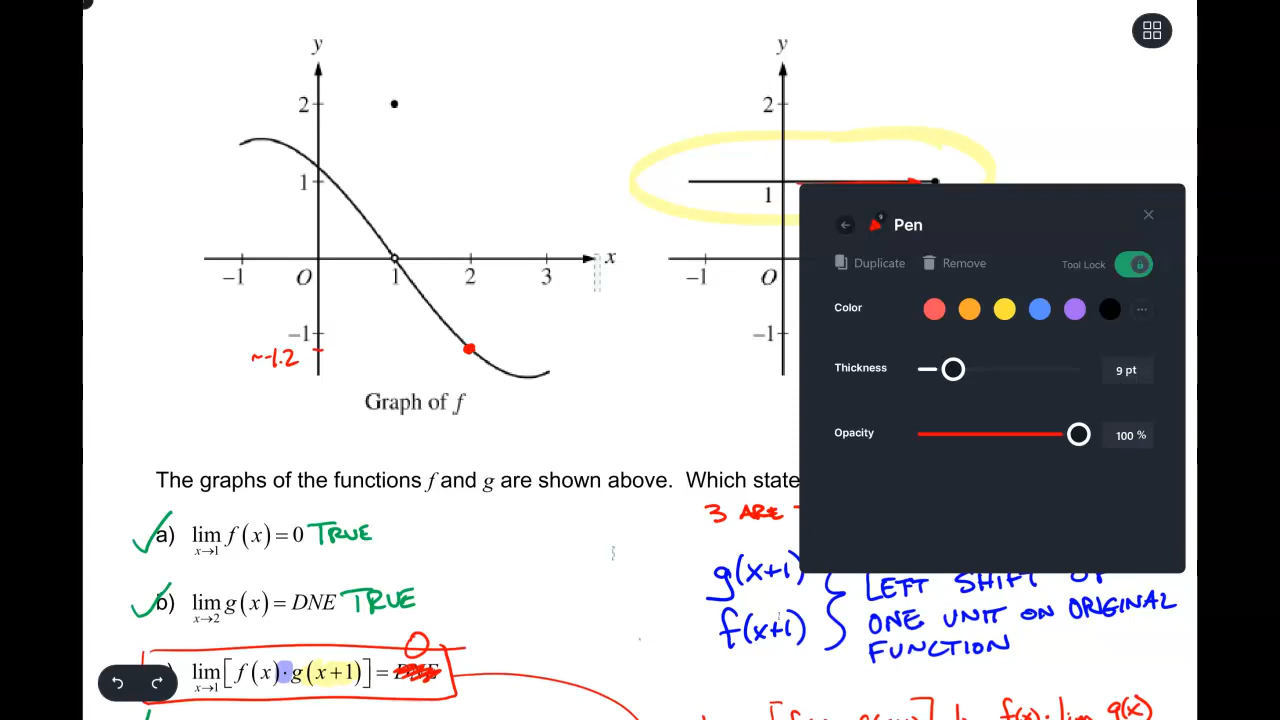 y
y
2
2
1
1
x
−1
O
1
2
3
−1
O
−1
−1
~-1.2
Graph of f
9
Pen
Duplicate
Remove
Tool Lock
Color
Thickness
9 pt
Opacity
100 %
The graphs of the functions f and g are shown above. Which state
3 ARE
a) lim x→1 f(x) = 0 TRUE
b) lim x→2 g(x) = DNE TRUE
lim x→1 [f(x)·g(x+1)] =
0
g(x+1)
f(x+1)
LEFT SHIFT OF
ONE UNIT ON ORIGINAL
FUNCTION